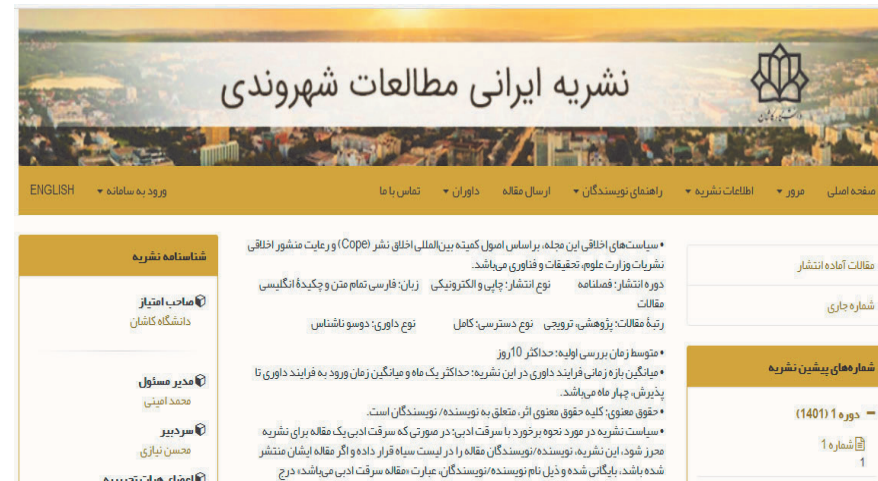 نشریه ایرانی مطالعات شهروندی
صفحه اصلی مرور اطلاعات نشریه راهنمای نویسندگان ارسال مقاله داوران تماس با ما ورود به سامانه ENGLISH
مقالات آماده انتشار
شماره جاری
شماره‌های پیشین نشریه
دوره 1 (1401)
شماره 1
1
• سیاست‌های اخلاقی این مجله، براساس اصول کمیته بین‌المللی اخلاق نشر (Cope) و رعایت منشور اخلاقی
نشریات وزارت علوم، تحقیقات و فناوری می‌باشد.
دوره انتشار: فصلنامه نوع انتشار: چاپی و الکترونیکی زبان: فارسی تمام متن و چکیدهٔ انگلیسی
مقالات
رتبهٔ مقالات: پژوهشی، ترویجی نوع دسترسی: کامل نوع داوری: دوسو ناشناس
• متوسط زمان بررسی اولیه: حداکثر 10روز
• میانگین بازه زمانی فرایند داوری در این نشریه: حداکثر یک ماه و میانگین زمان ورود به فرایند داوری تا
پذیرش، چهار ماه می‌باشد.
• حقوق معنوی: کلیه حقوق معنوی اثر، متعلق به نویسنده/ نویسندگان است.
• سیاست نشریه در مورد نحوه برخورد با سرقت ادبی: در صورتی که سرقت ادبی یک مقاله برای نشریه
محرز شود، این نشریه، نویسنده/نویسندگان مقاله را در لیست سیاه قرار داده و اگر مقاله ایشان منتشر
شده باشد، بایگانی شده و ذیل نام نویسنده/نویسندگان، عبارت «مقاله سرقت ادبی می‌باشد» درج
شناسنامه نشریه
صاحب امتیاز
دانشگاه کاشان
مدیر مسئول
محمد امینی
سردبیر
محسن نیازی